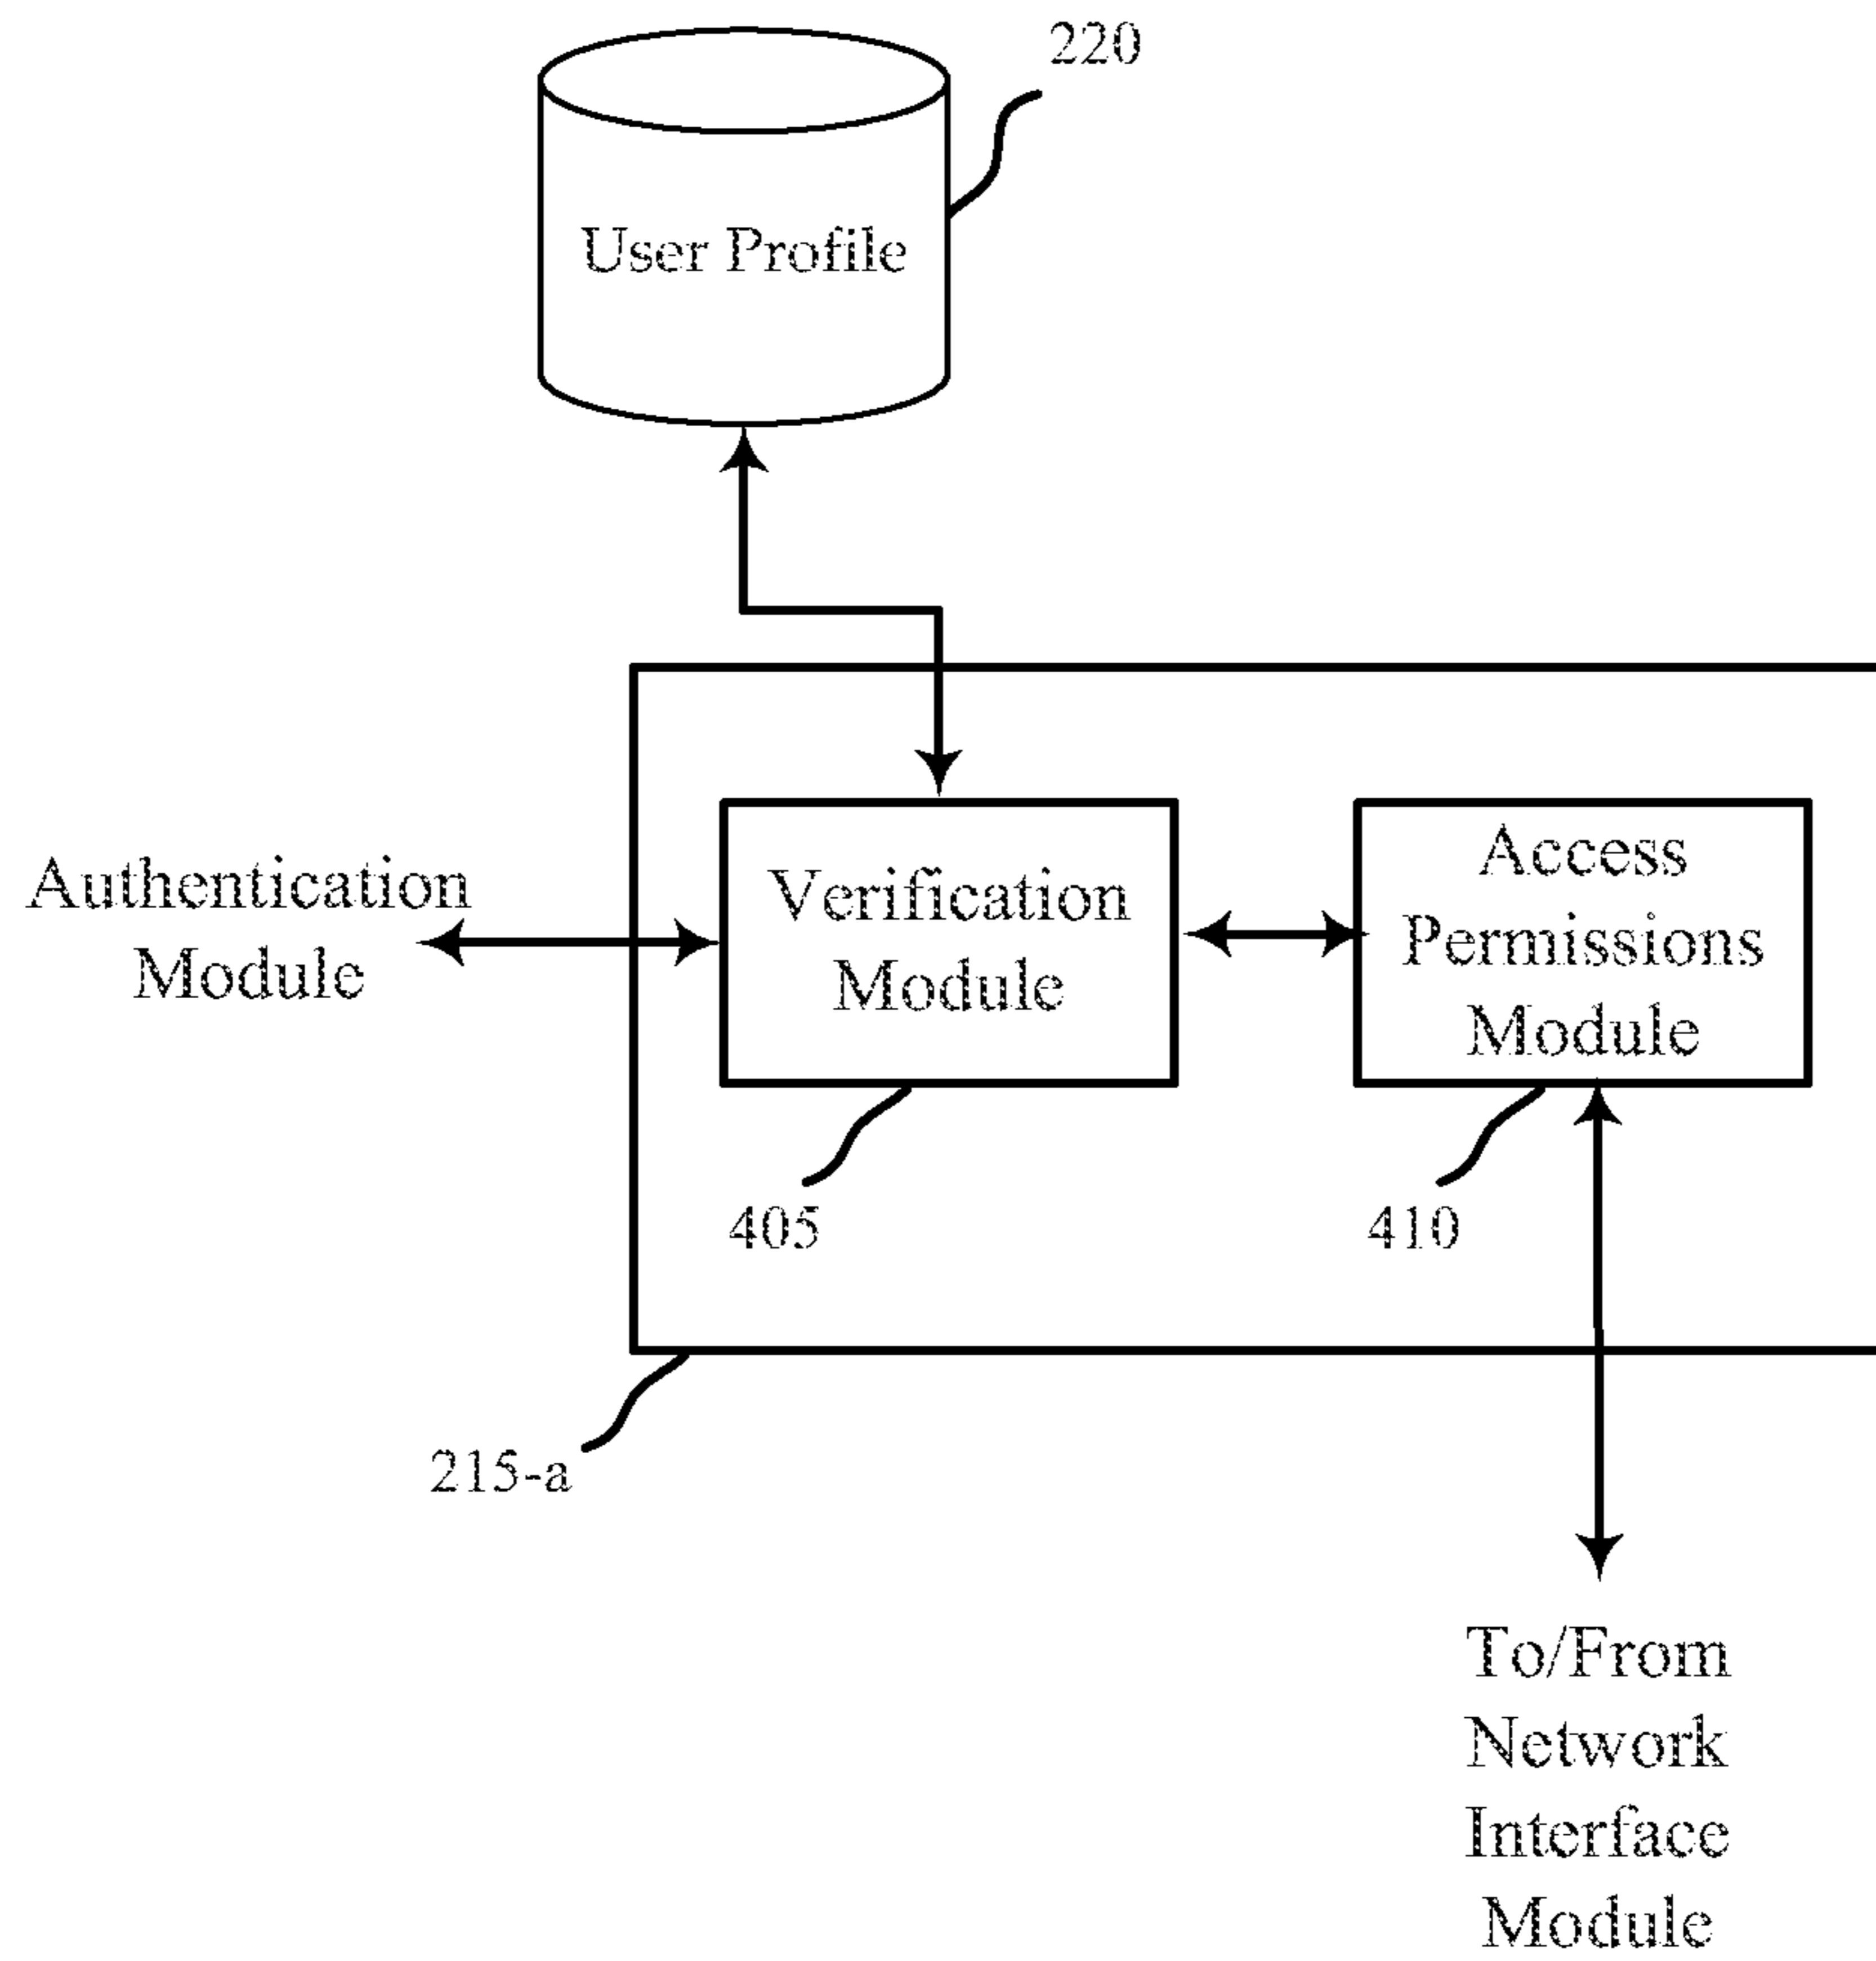 220
User Profile
Authentication
Module
Verification
Module
Access
Permissions
Module
405
410
215-a
To/From
Network
Interface
Module